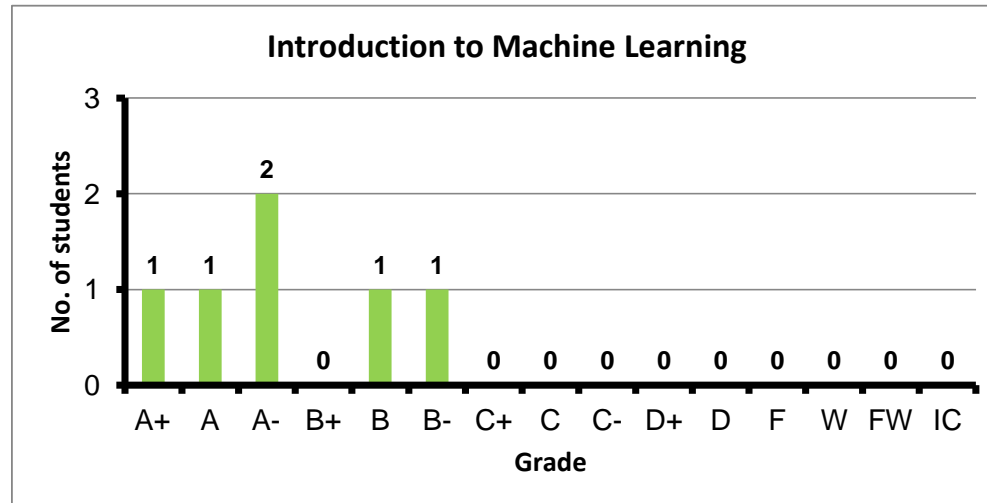 Introduction to Machine Learning
No. of students
3
2
1
0
1 1 2 0 1 1 0 0 0 0 0 0 0 0 0
A+ A A- B+ B B- C+ C C- D+ D F W FW IC
Grade